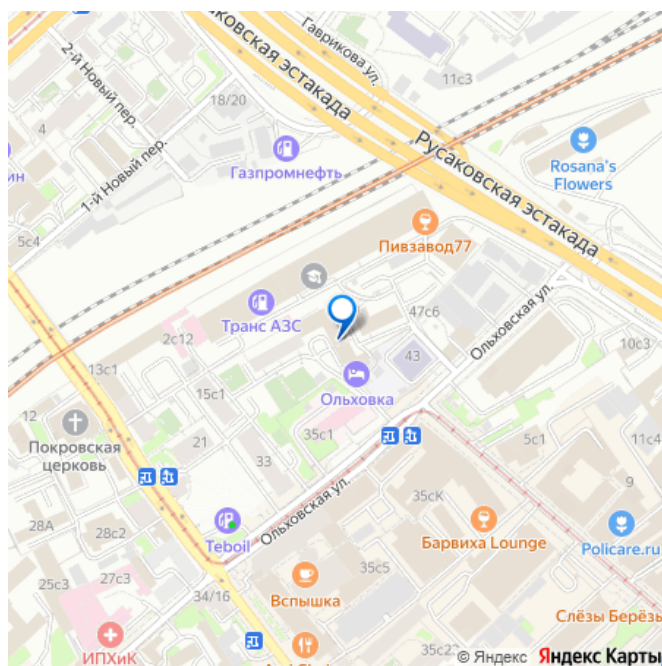 Гаврикова ул.
11с3
Русаковская эстакада
2-й Новый пер.
18/20
4
Газпромнефть
Русаковская эстакада
Rosana's
Flowers
ин
1-й Новый пер.
5с4
Пивзавод77
Транс АЗС
47с6
Ольховская ул.
2с12
43
10с3
13с1
15с1
Ольховка
12
Покровская
церковь
21
35с1
33
5с1
11с4
28А
28с2
Ольховская ул.
35сК
9
Teboil
Барвиха Lounge
Policare.ru
25с3
27с3
35с5
34/16
Вспышка
Слёзы Берёзы
ИПХиК
35с22
© Яндекс Яндекс Карты